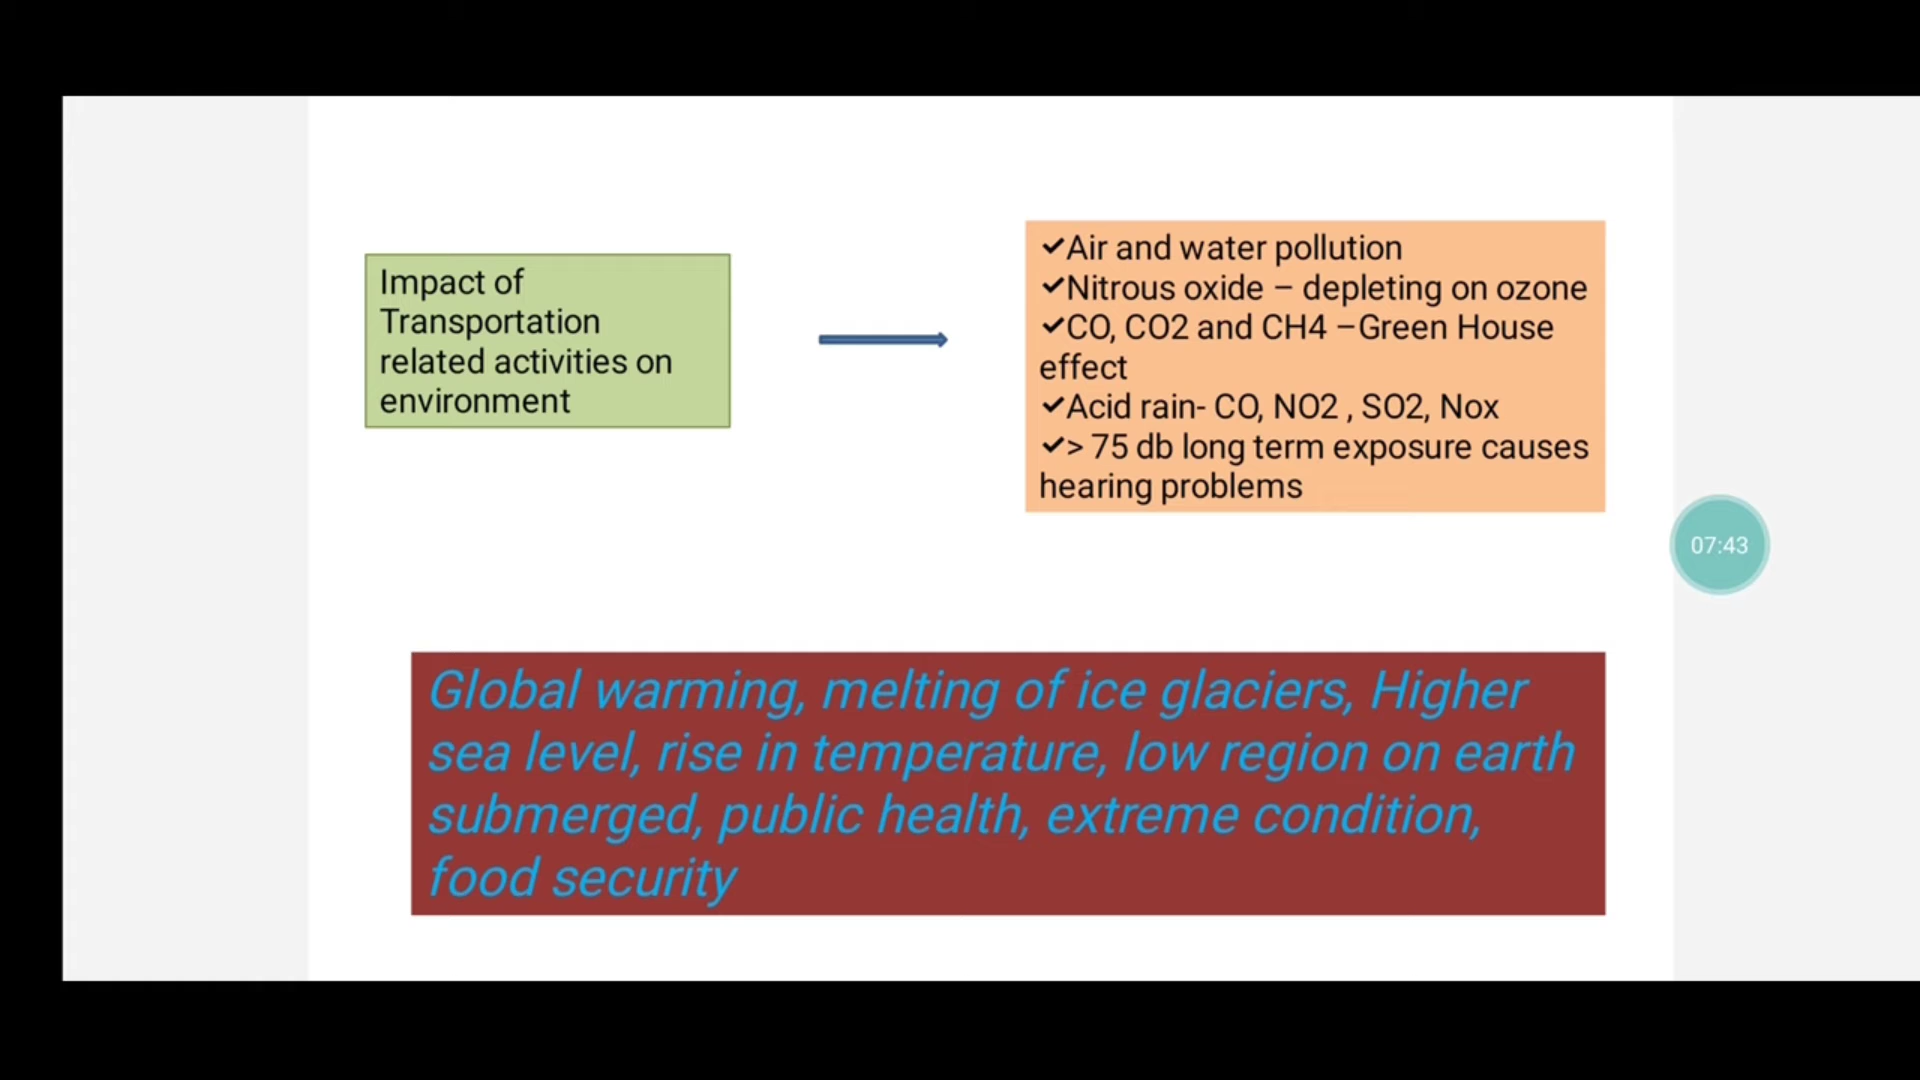 Impact of
Transportation
related activities on
environment
✔Air and water pollution
✔Nitrous oxide – depleting on ozone
✔CO, CO2 and CH4 –Green House
effect
✔Acid rain- CO, NO2 , SO2, Nox
✔> 75 db long term exposure causes
hearing problems
07:43
Global warming, melting of ice glaciers, Higher
sea level, rise in temperature, low region on earth
submerged, public health, extreme condition,
food security